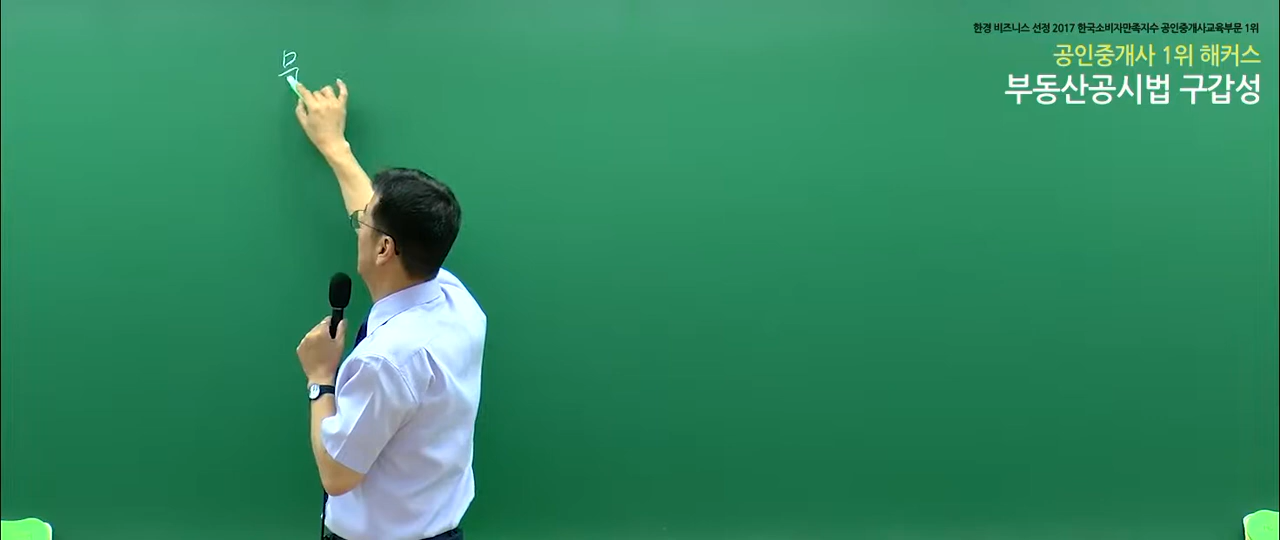 한경 비즈니스 선정 2017 한국소비자만족지수 공인중개사교육부문 1위
공인중개사 1위 해커스
부동산공시법 구갑성